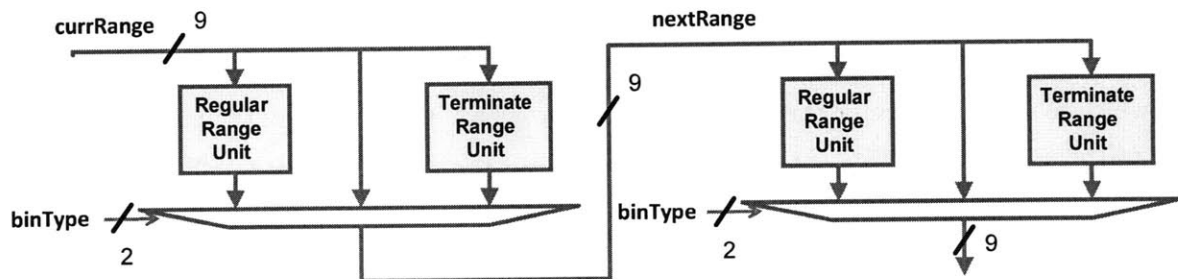 currRange
9
nextRange
9
Regular
Range
Unit
Terminate
Range
Unit
Regular
Range
Unit
Terminate
Range
Unit
binType
2
binType
2
9